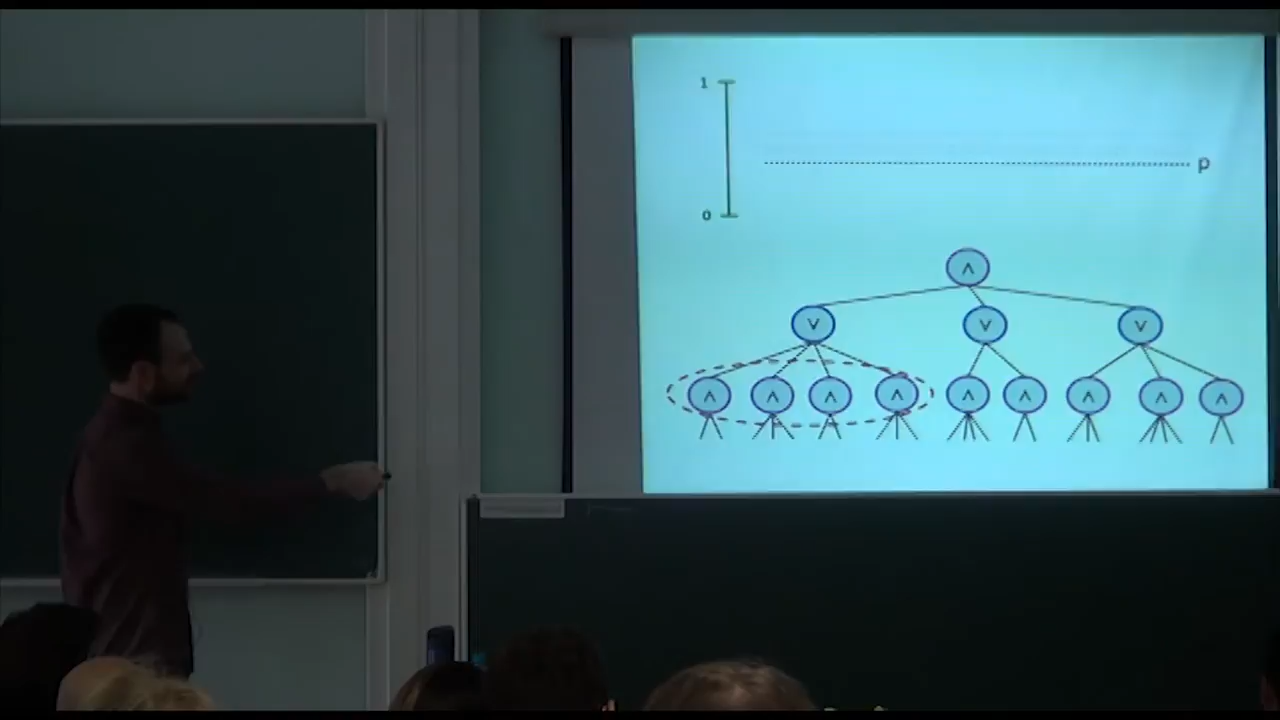 1
p
0
∧
∨ ∨ ∨
∧ ∧ ∧ ∧ ∧ ∧ ∧ ∧ ∧